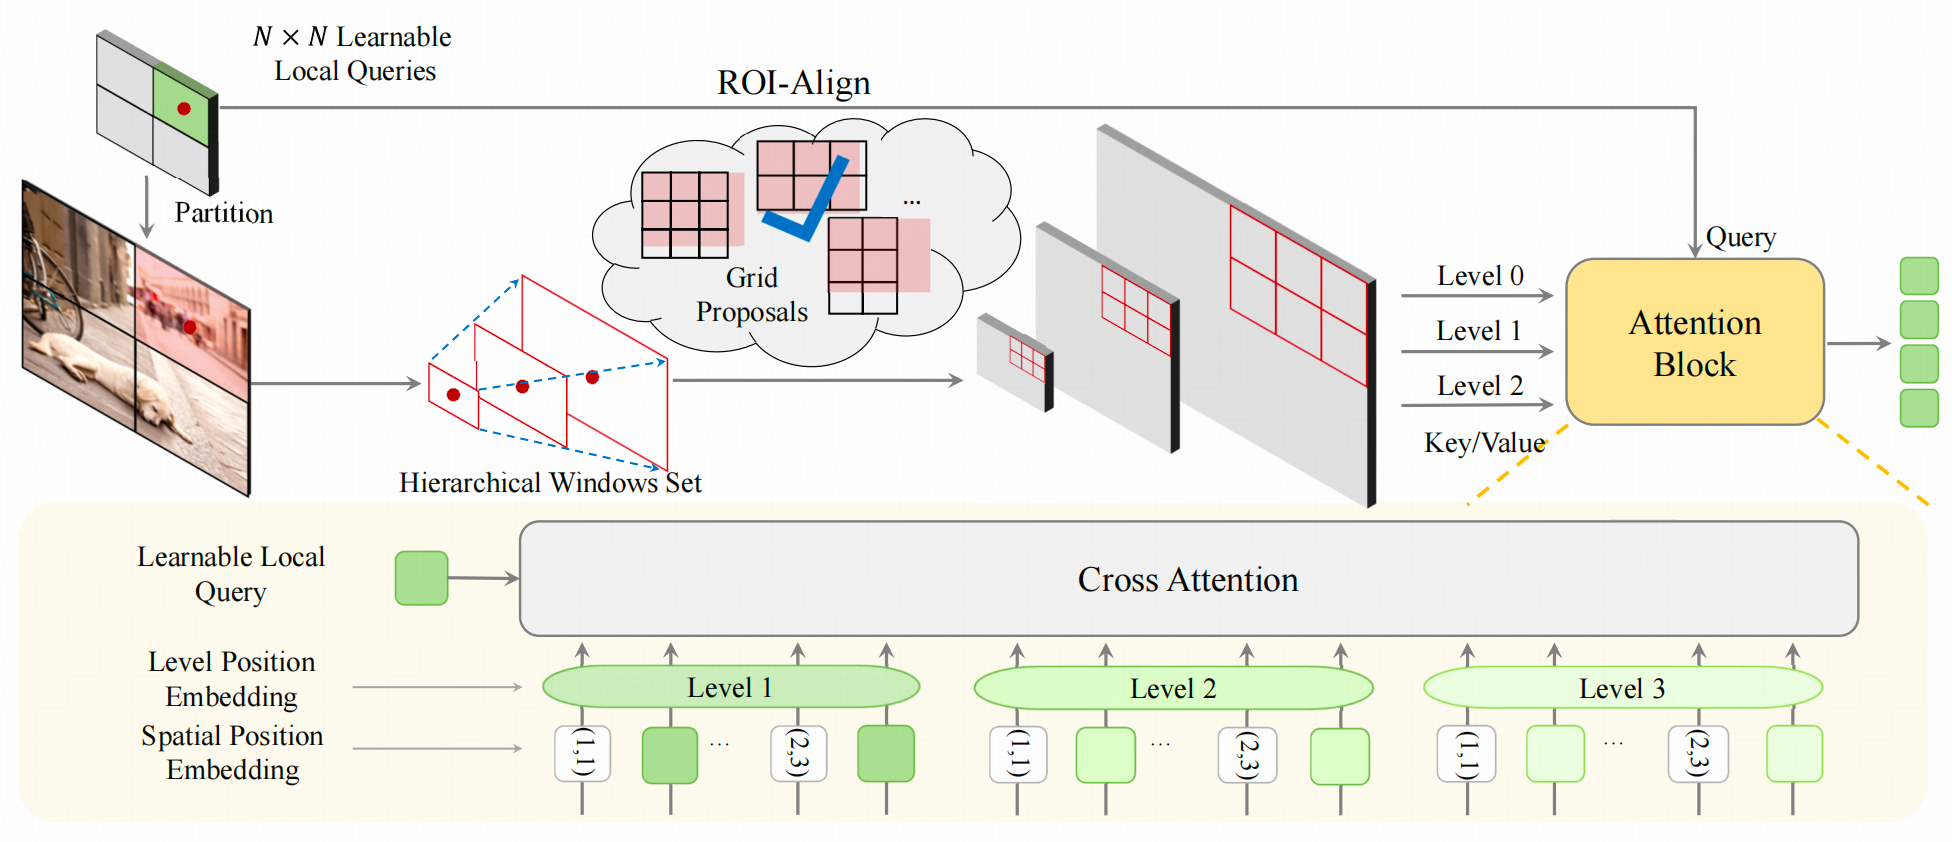 N × N Learnable
Local Queries
ROI-Align
Partition
Grid
Proposals
...
Hierarchical Windows Set
Query
Level 0
Level 1
Level 2
Key/Value
Attention
Block
Learnable Local
Query
Cross Attention
Level Position
Embedding
Level 1
Level 2
Level 3
Spatial Position
Embedding
(1,1)
...
(2,3)
(1,1)
...
(2,3)
(1,1)
...
(2,3)